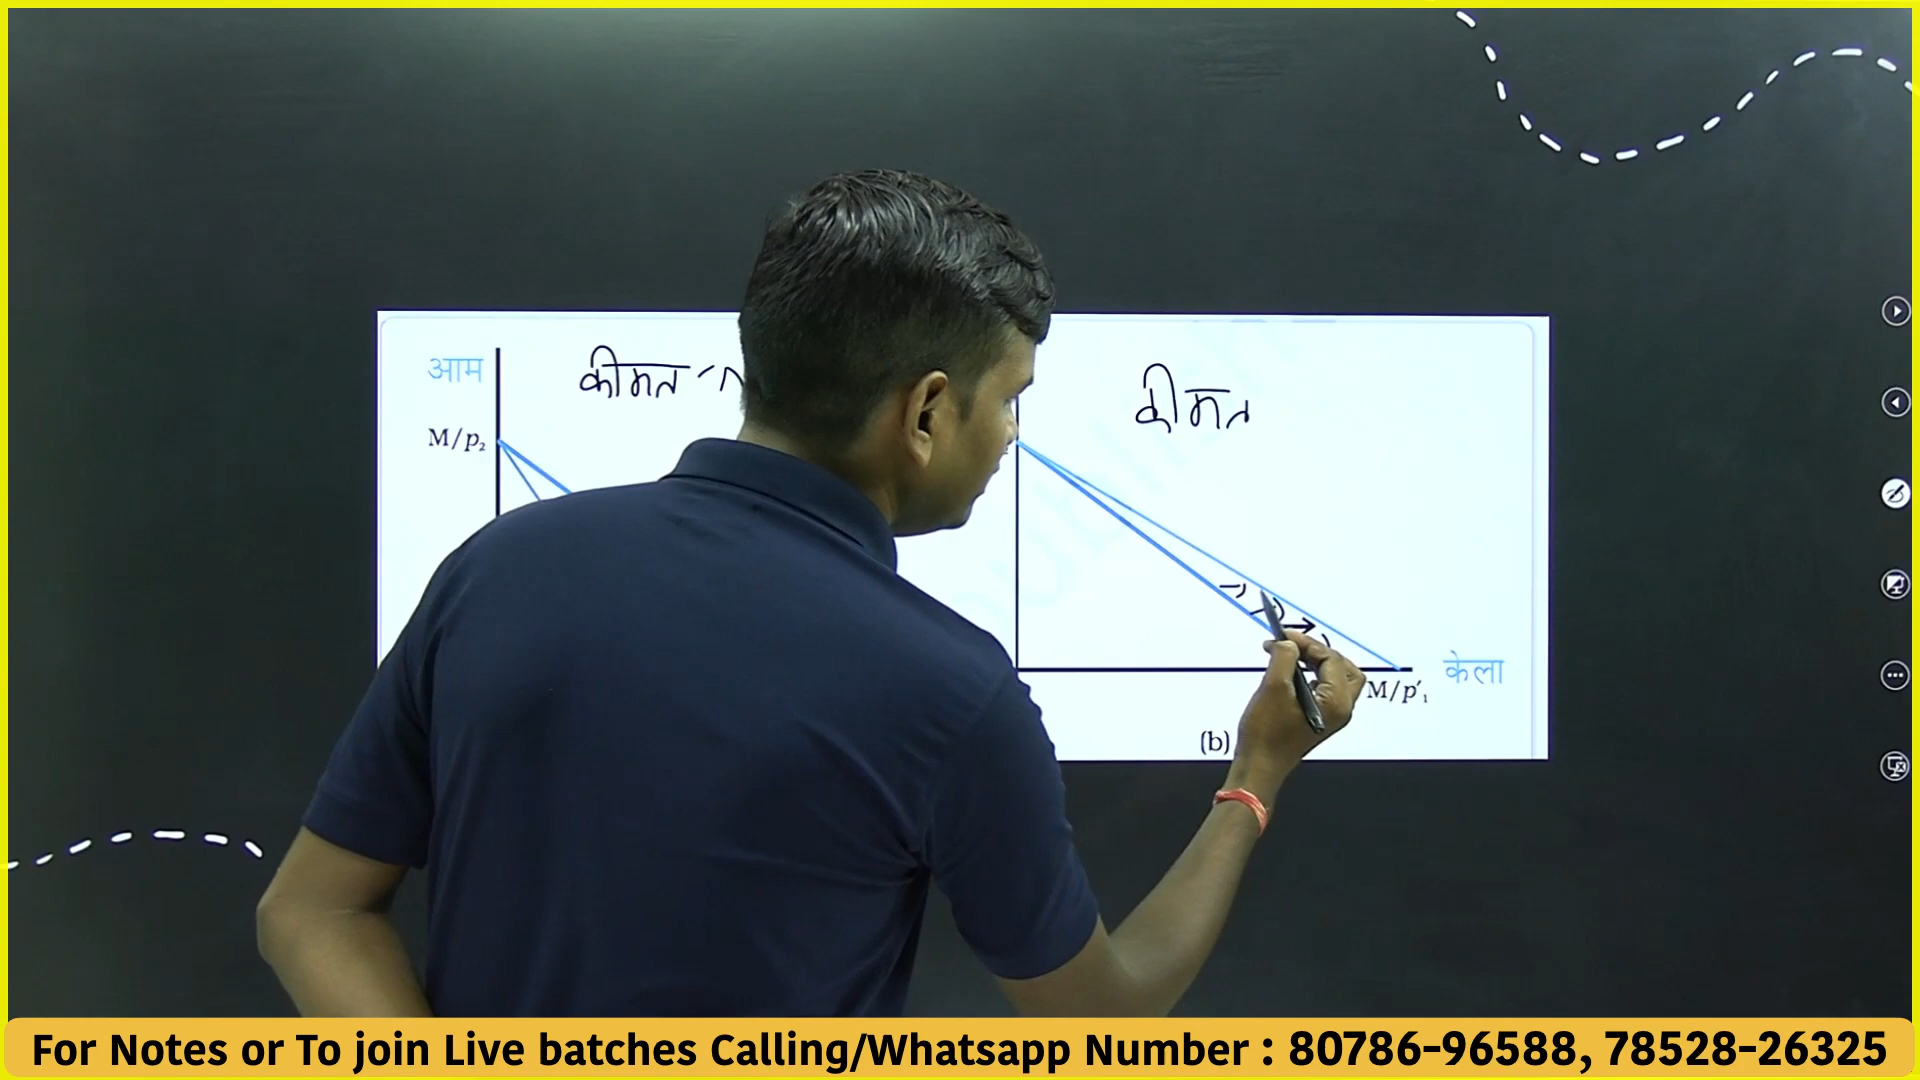 आम
कीमत
कीमत
M/p₂
केला
M/p′₁
(b)
For Notes or To join Live batches Calling/Whatsapp Number : 80786-96588, 78528-26325